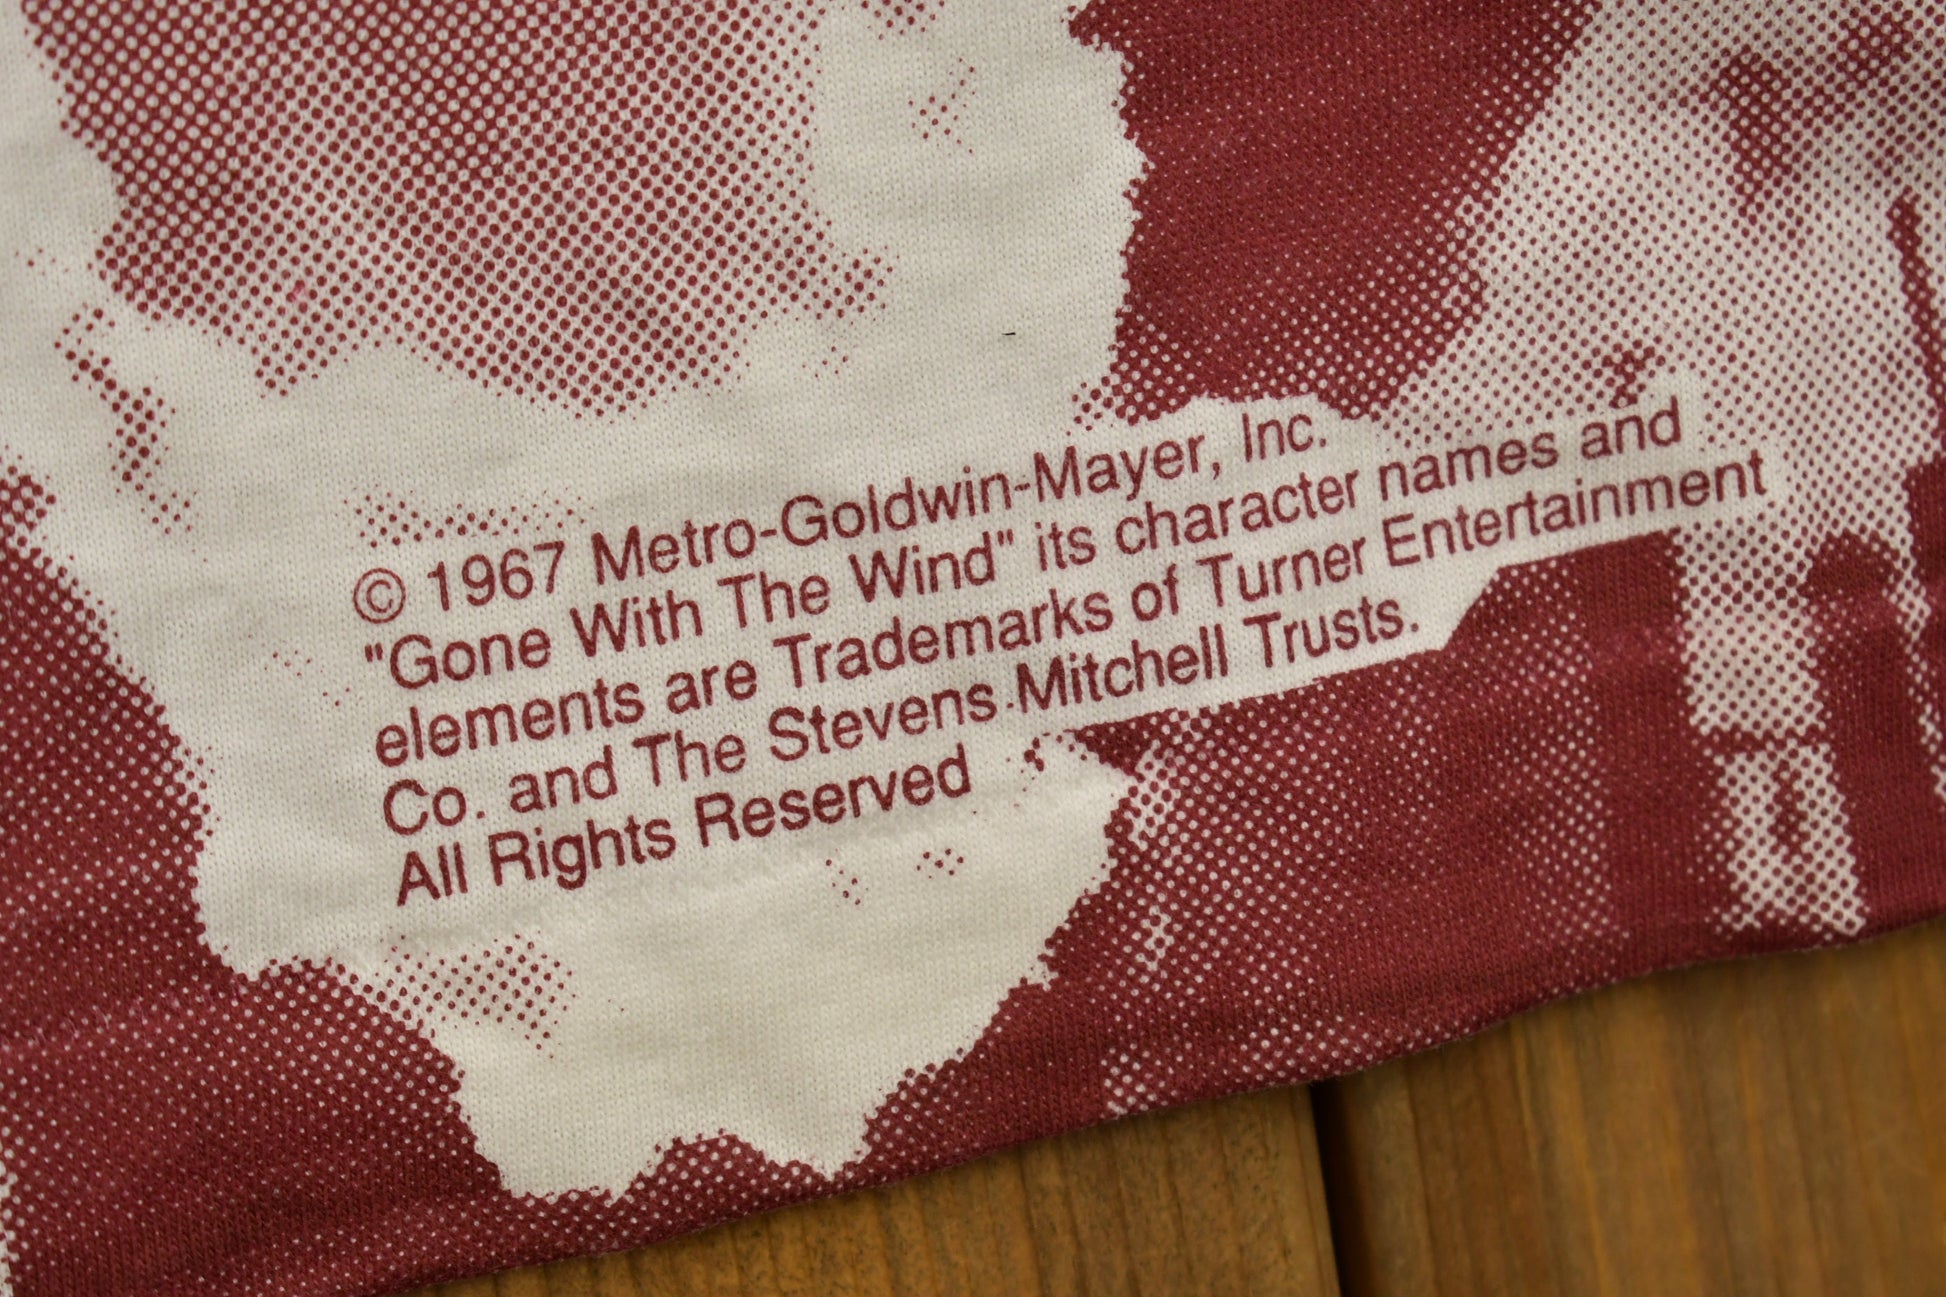 © 1967 Metro-Goldwin-Mayer, Inc.
"Gone With The Wind" its character names and
elements are Trademarks of Turner Entertainment
Co. and The Stevens Mitchell Trusts.
All Rights Reserved